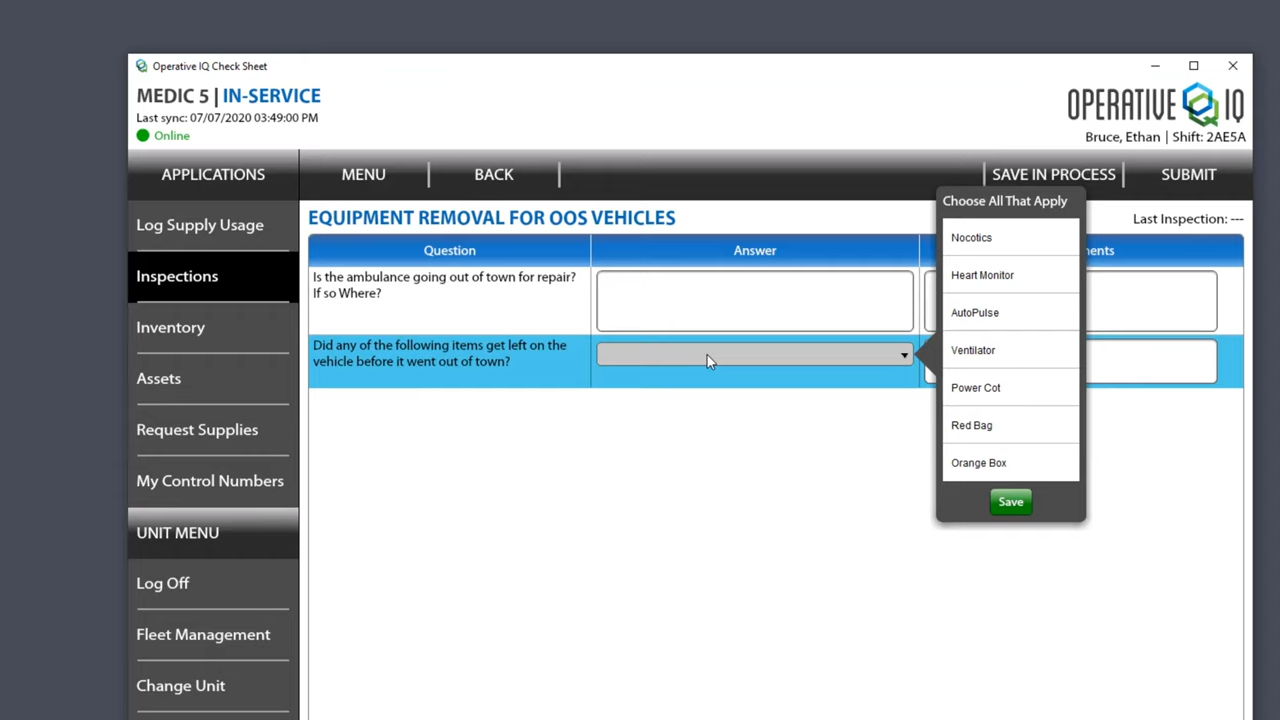 Operative IQ Check Sheet
MEDIC 5 | IN-SERVICE
Last sync: 07/07/2020 03:49:00 PM
Online
OPERATIVE IQ
Bruce, Ethan | Shift: 2AE5A
APPLICATIONS
MENU
BACK
SAVE IN PROCESS
SUBMIT
Log Supply Usage
Inspections
Inventory
Assets
Request Supplies
My Control Numbers
UNIT MENU
Log Off
Fleet Management
Change Unit
EQUIPMENT REMOVAL FOR OOS VEHICLES
Last Inspection: ---
Question
Answer
Is the ambulance going out of town for repair?
If so Where?
Did any of the following items get left on the
vehicle before it went out of town?
Choose All That Apply
Nocotics
Heart Monitor
AutoPulse
Ventilator
Power Cot
Red Bag
Orange Box
Save